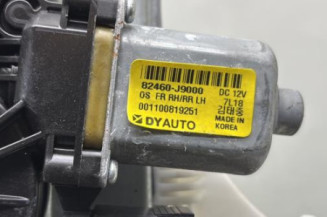 82460-J9000 DC 12V
OS FR RH/RR LH 7L18
001100819251 김태종
DYAUTO MADE IN
KOREA